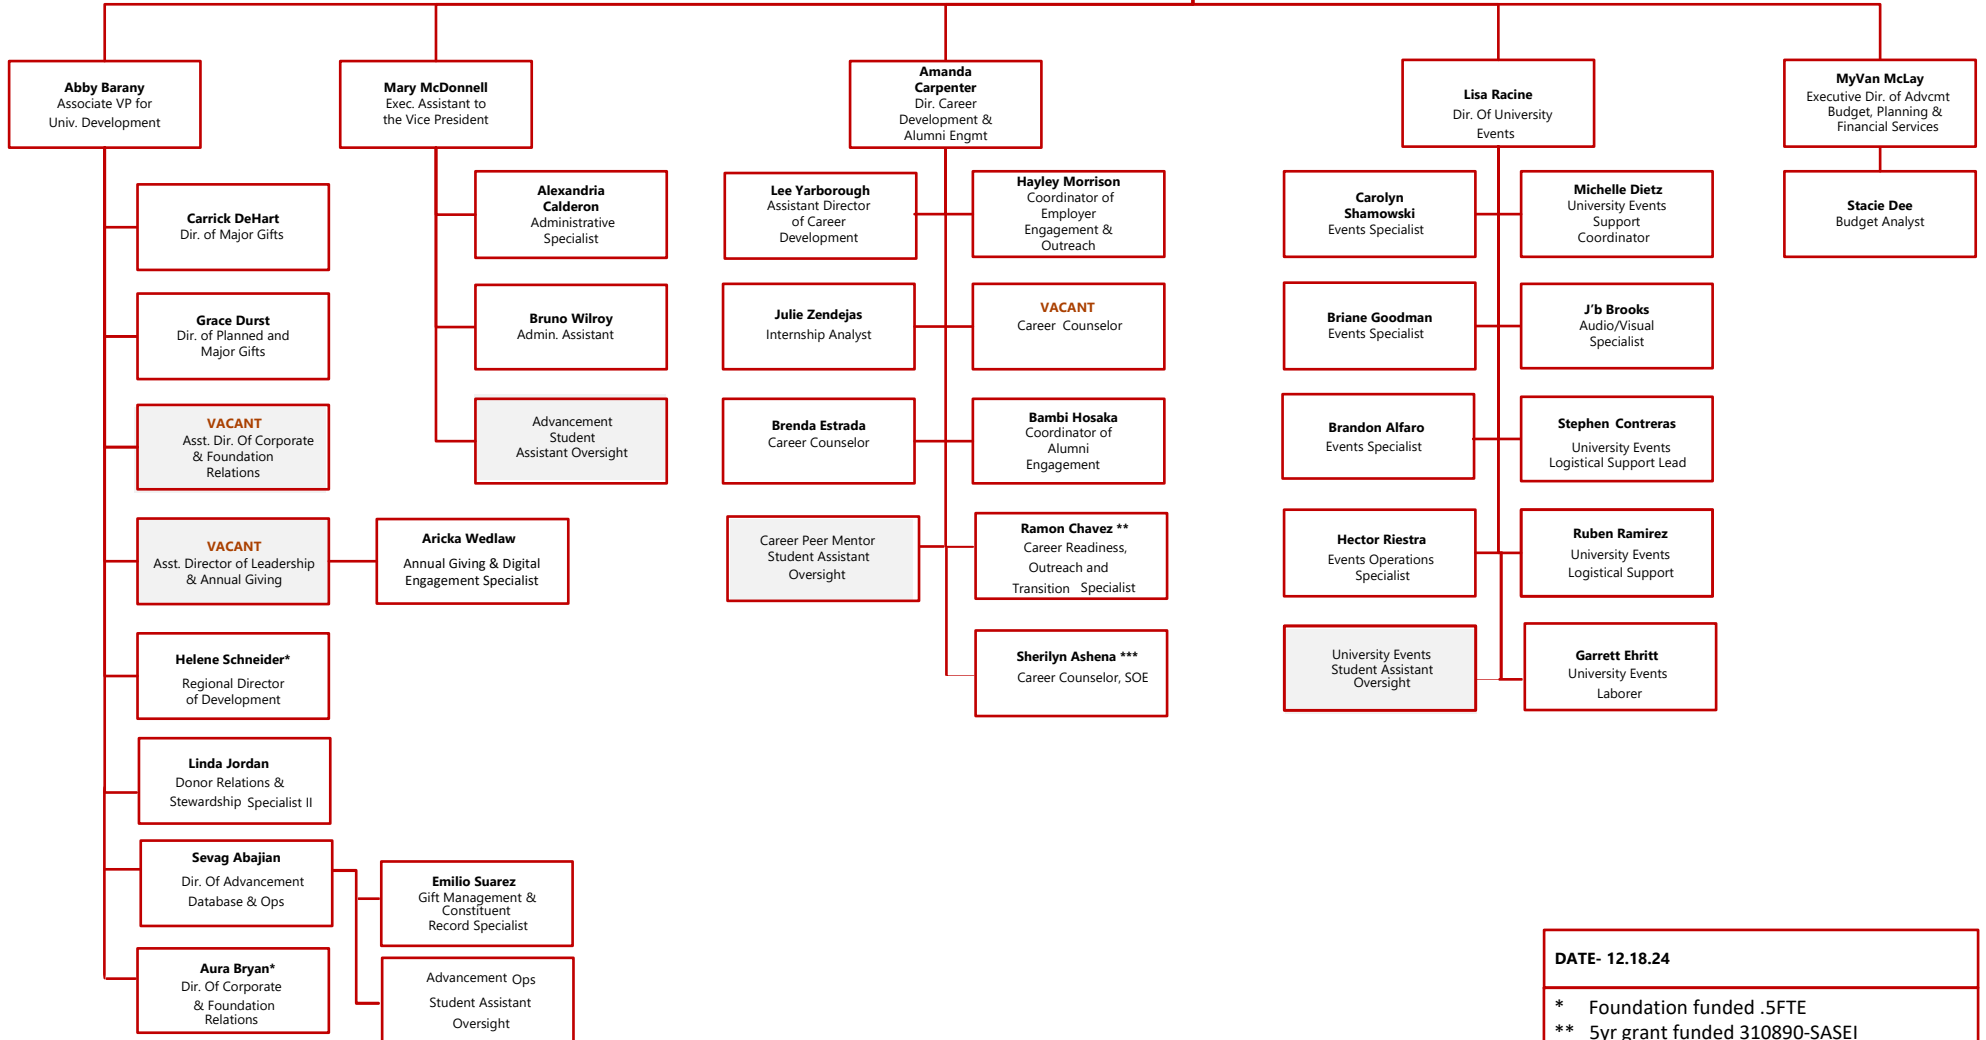 Abby Barany
Associate VP for
Univ. Development
Mary McDonnell
Exec. Assistant to
the Vice President
Amanda
Carpenter
Dir. Career
Development &
Alumni Engmt
Lisa Racine
Dir. Of University
Events
MyVan McLay
Executive Dir. of Advcmt
Budget, Planning &
Financial Services
Carrick DeHart
Dir. of Major Gifts
Grace Durst
Dir. of Planned and
Major Gifts
VACANT
Asst. Dir. Of Corporate
& Foundation
Relations
VACANT
Asst. Director of Leadership
& Annual Giving
Aricka Wedlaw
Annual Giving & Digital
Engagement Specialist
Helene Schneider*
Regional Director
of Development
Linda Jordan
Donor Relations &
Stewardship Specialist II
Sevag Abajian
Dir. Of Advancement
Database & Ops
Emilio Suarez
Gift Management &
Constituent
Record Specialist
Advancement Ops
Student Assistant
Oversight
Aura Bryan*
Dir. Of Corporate
& Foundation
Relations
Alexandria
Calderon
Administrative
Specialist
Bruno Wilroy
Admin. Assistant
Advancement
Student
Assistant Oversight
Lee Yarborough
Assistant Director
of Career
Development
Hayley Morrison
Coordinator of
Employer
Engagement &
Outreach
Julie Zendejas
Internship Analyst
VACANT
Career Counselor
Brenda Estrada
Career Counselor
Bambi Hosaka
Coordinator of
Alumni
Engagement
Career Peer Mentor
Student Assistant
Oversight
Ramon Chavez **
Career Readiness,
Outreach and
Transition Specialist
Sherilyn Ashena ***
Career Counselor, SOE
Carolyn
Shamowski
Events Specialist
Michelle Dietz
University Events
Support
Coordinator
Briane Goodman
Events Specialist
J'b Brooks
Audio/Visual
Specialist
Brandon Alfaro
Events Specialist
Stephen Contreras
University Events
Logistical Support Lead
Hector Riestra
Events Operations
Specialist
Ruben Ramirez
University Events
Logistical Support
University Events
Student Assistant
Oversight
Garrett Ehritt
University Events
Laborer
Stacie Dee
Budget Analyst
DATE- 12.18.24
* Foundation funded .5FTE
** 5yr grant funded 310890-SASEI